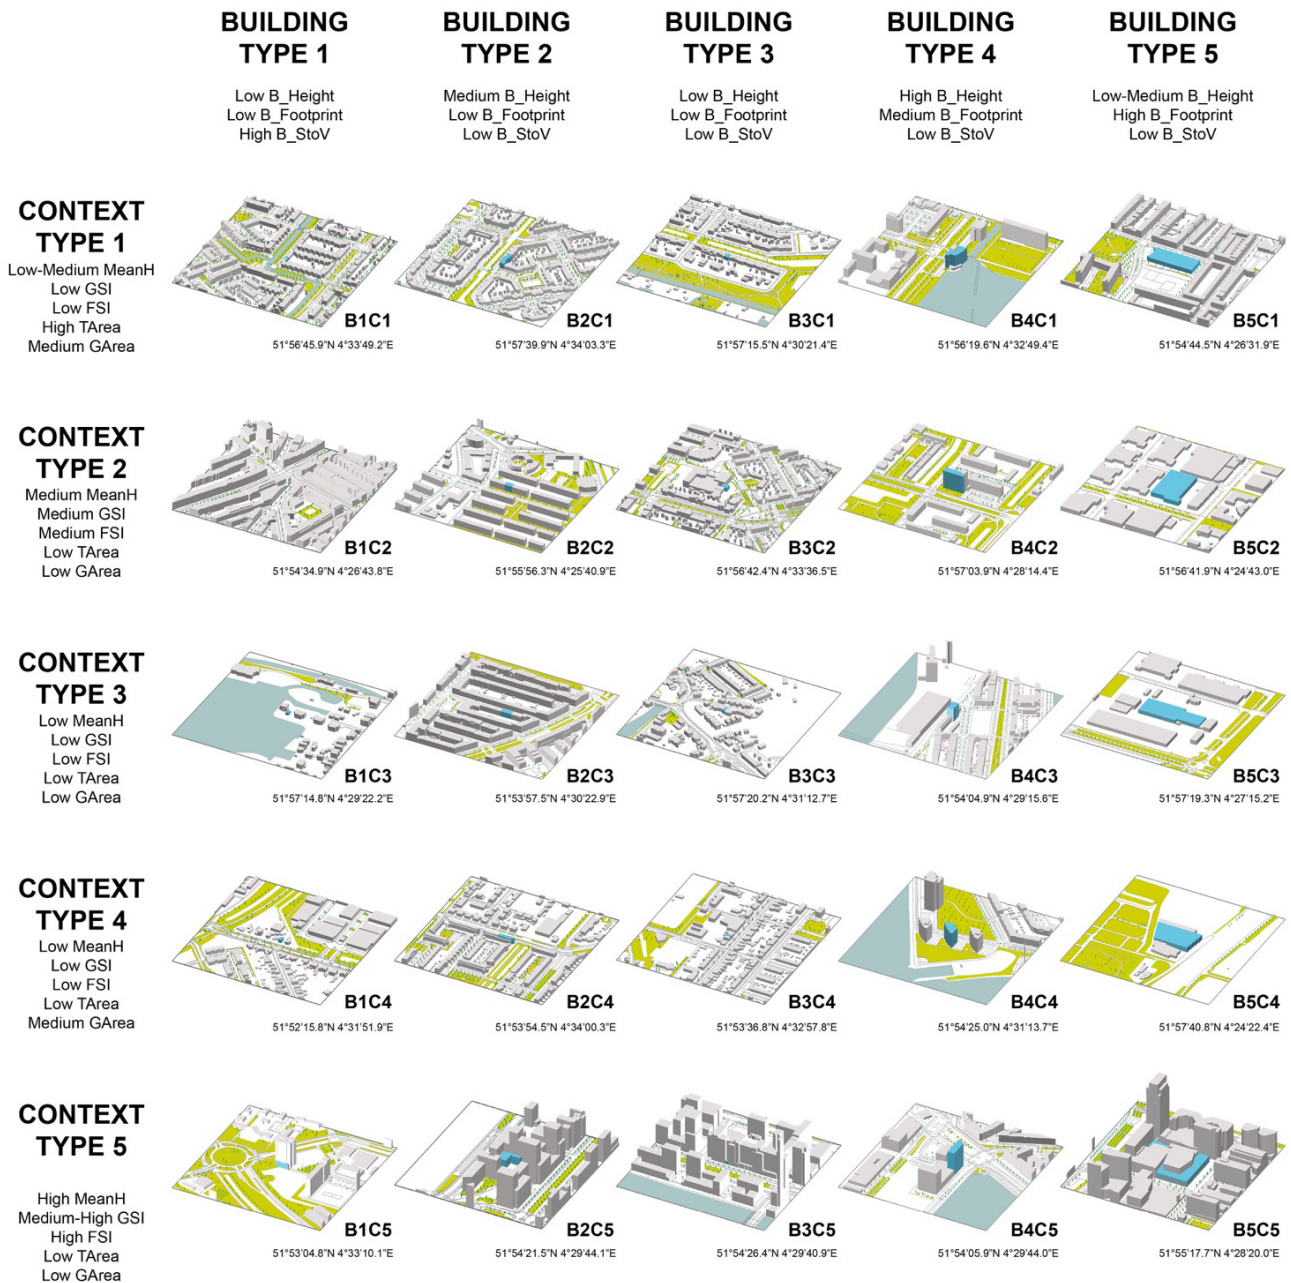 BUILDING
TYPE 1
Low B_Height
Low B_Footprint
High B_StoV
BUILDING
TYPE 2
Medium B_Height
Low B_Footprint
Low B_StoV
BUILDING
TYPE 3
Low B_Height
Low B_Footprint
Low B_StoV
BUILDING
TYPE 4
High B_Height
Medium B_Footprint
Low B_StoV
BUILDING
TYPE 5
Low-Medium B_Height
High B_Footprint
Low B_StoV
CONTEXT
TYPE 1
Low-Medium MeanH
Low GSI
Low FSI
High TArea
Medium GArea
B1C1
51°56'45.9"N 4°33'49.2"E
B2C1
51°57'39.9"N 4°34'03.3"E
B3C1
51°57'15.5"N 4°30'21.4"E
B4C1
51°56'19.6"N 4°32'49.4"E
B5C1
51°54'44.5"N 4°26'31.9"E
CONTEXT
TYPE 2
Medium MeanH
Medium GSI
Medium FSI
Low TArea
Low GArea
B1C2
51°54'34.9"N 4°26'43.8"E
B2C2
51°55'56.3"N 4°25'40.9"E
B3C2
51°56'42.4"N 4°33'36.5"E
B4C2
51°57'03.9"N 4°28'14.4"E
B5C2
51°56'41.9"N 4°24'43.0"E
CONTEXT
TYPE 3
Low MeanH
Low GSI
Low FSI
Low TArea
Low GArea
B1C3
51°57'14.8"N 4°29'22.2"E
B2C3
51°53'57.5"N 4°30'22.9"E
B3C3
51°57'20.2"N 4°31'12.7"E
B4C3
51°54'04.9"N 4°29'15.6"E
B5C3
51°57'19.3"N 4°27'15.2"E
CONTEXT
TYPE 4
Low MeanH
Low GSI
Low FSI
Low TArea
Medium GArea
B1C4
51°52'15.8"N 4°31'51.9"E
B2C4
51°53'54.5"N 4°34'00.3"E
B3C4
51°53'36.8"N 4°32'57.8"E
B4C4
51°54'25.0"N 4°31'13.7"E
B5C4
51°57'40.8"N 4°24'22.4"E
CONTEXT
TYPE 5
High MeanH
Medium-High GSI
High FSI
Low TArea
Low GArea
B1C5
51°53'04.8"N 4°33'10.1"E
B2C5
51°54'21.5"N 4°29'44.1"E
B3C5
51°54'26.4"N 4°29'40.9"E
B4C5
51°54'05.9"N 4°29'44.0"E
B5C5
51°55'17.7"N 4°28'20.0"E